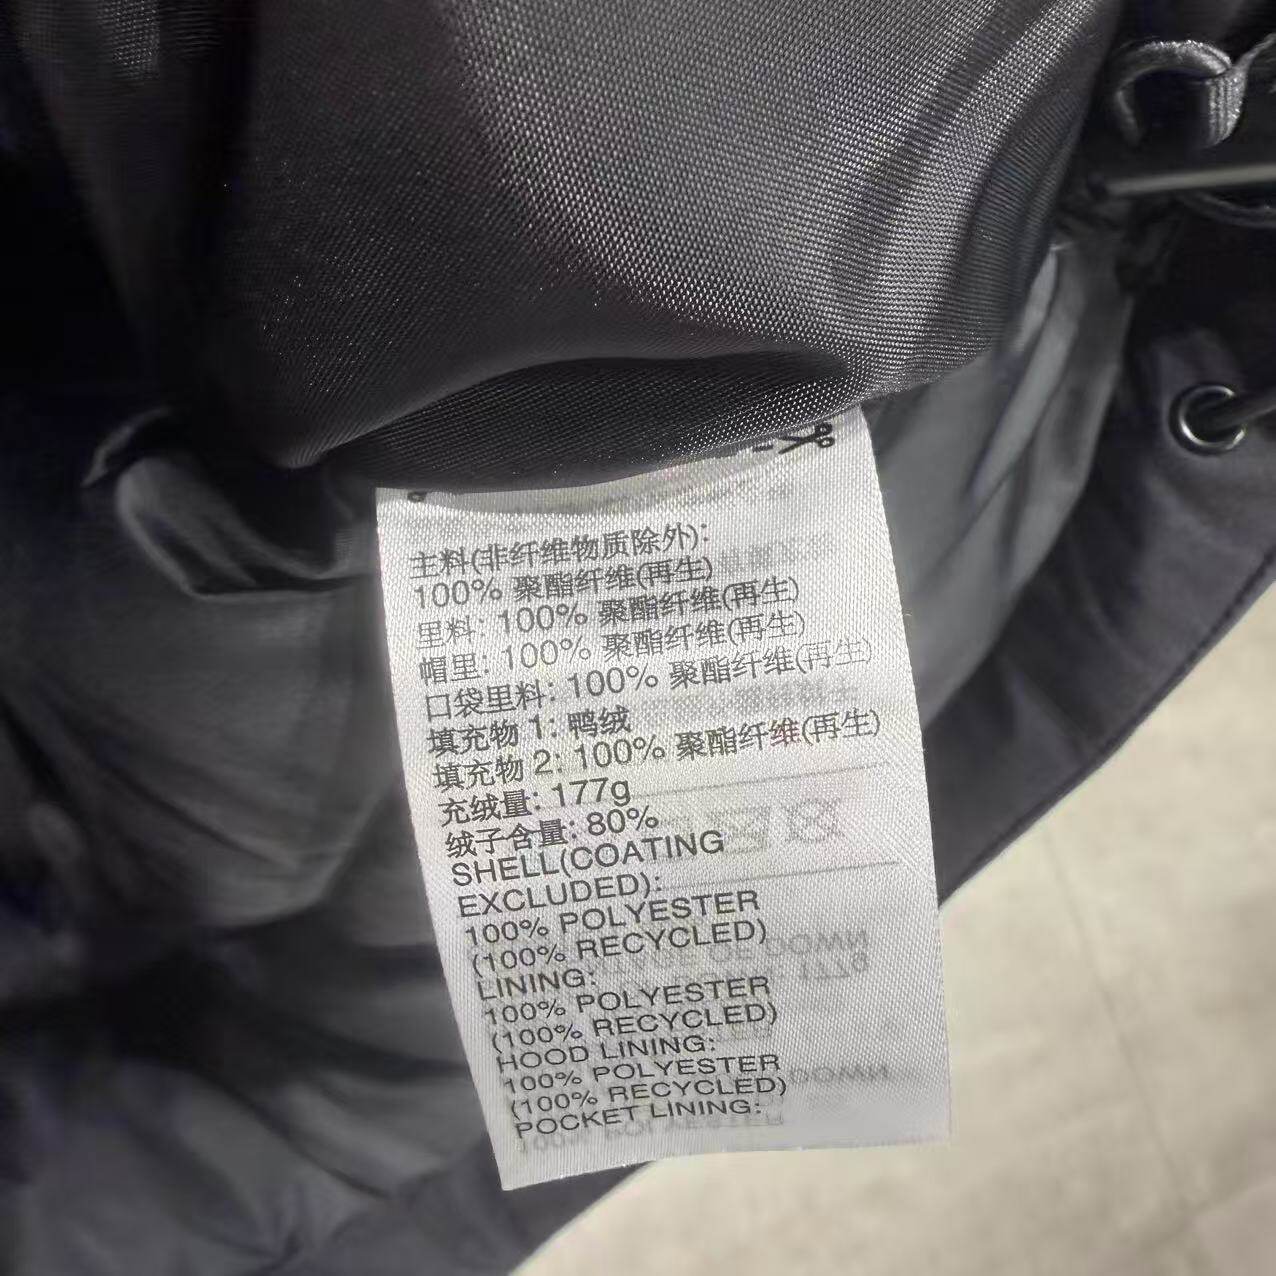 主料(非纤维物质除外):
100% 聚酯纤维(再生)
里料: 100% 聚酯纤维(再生)
帽里: 100% 聚酯纤维(再生)
口袋里料: 100% 聚酯纤维(再生)
填充物 1: 鸭绒
填充物 2: 100% 聚酯纤维(再生)
充绒量: 177g
绒子含量: 80%
SHELL(COATING
EXCLUDED):
100% POLYESTER
(100% RECYCLED)
LINING:
100% POLYESTER
(100% RECYCLED)
HOOD LINING:
100% POLYESTER
(100% RECYCLED)
POCKET LINING: